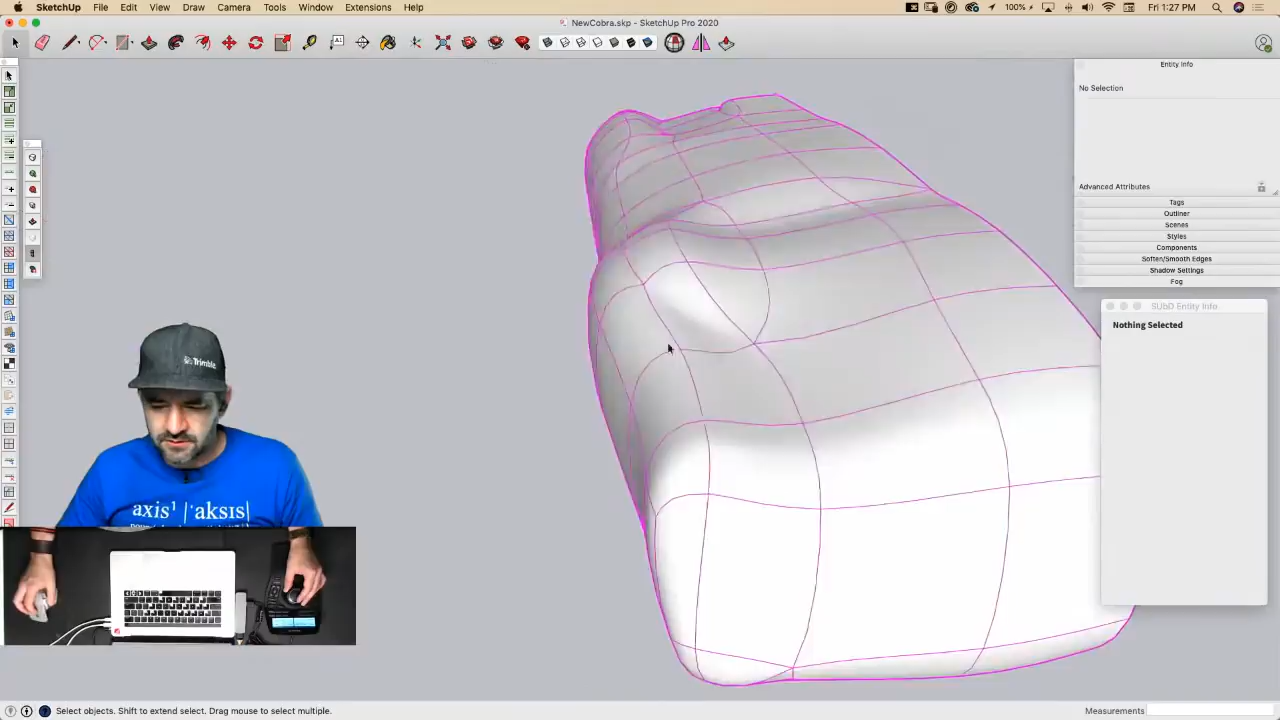 SketchUp File Edit View Draw Camera Tools Window Extensions Help
100% Fri 1:27 PM
NewCobra.skp - SketchUp Pro 2020
Entity Info
No Selection
Advanced Attributes
Tags
Outliner
Scenes
Styles
Components
Soften/Smooth Edges
Shadow Settings
Fog
SUbD Entity Info
Nothing Selected
Trimble
axis¹ |ˈaksɪs|
Select objects. Shift to extend select. Drag mouse to select multiple.
Measurements